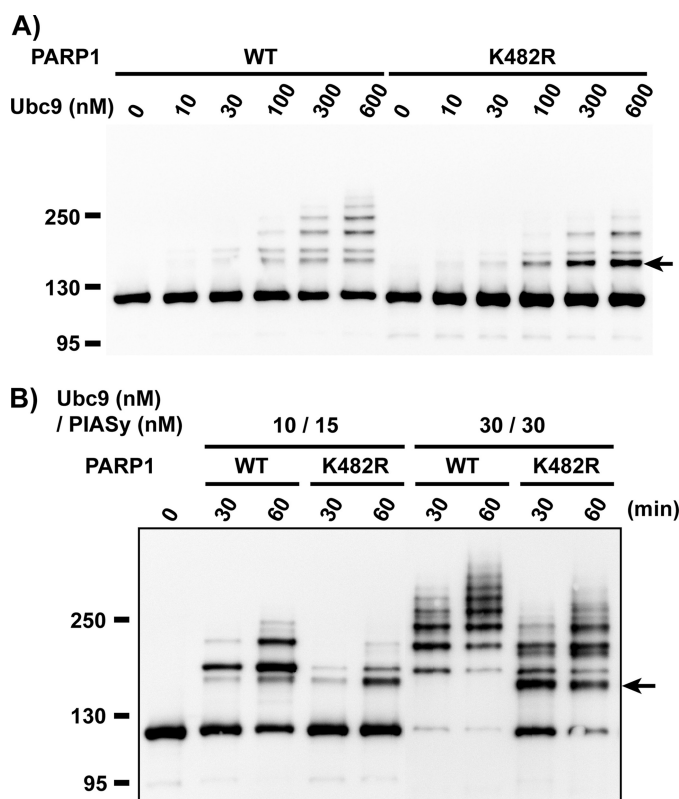 A)
PARP1 WT K482R
Ubc9 (nM) 0 10 30 100 300 600 0 10 30 100 300 600
250
130
95
B) Ubc9 (nM)
/ PIASy (nM) 10 / 15 30 / 30
PARP1 WT K482R WT K482R
0 30 60 30 60 30 60 30 60 (min)
250
130
95